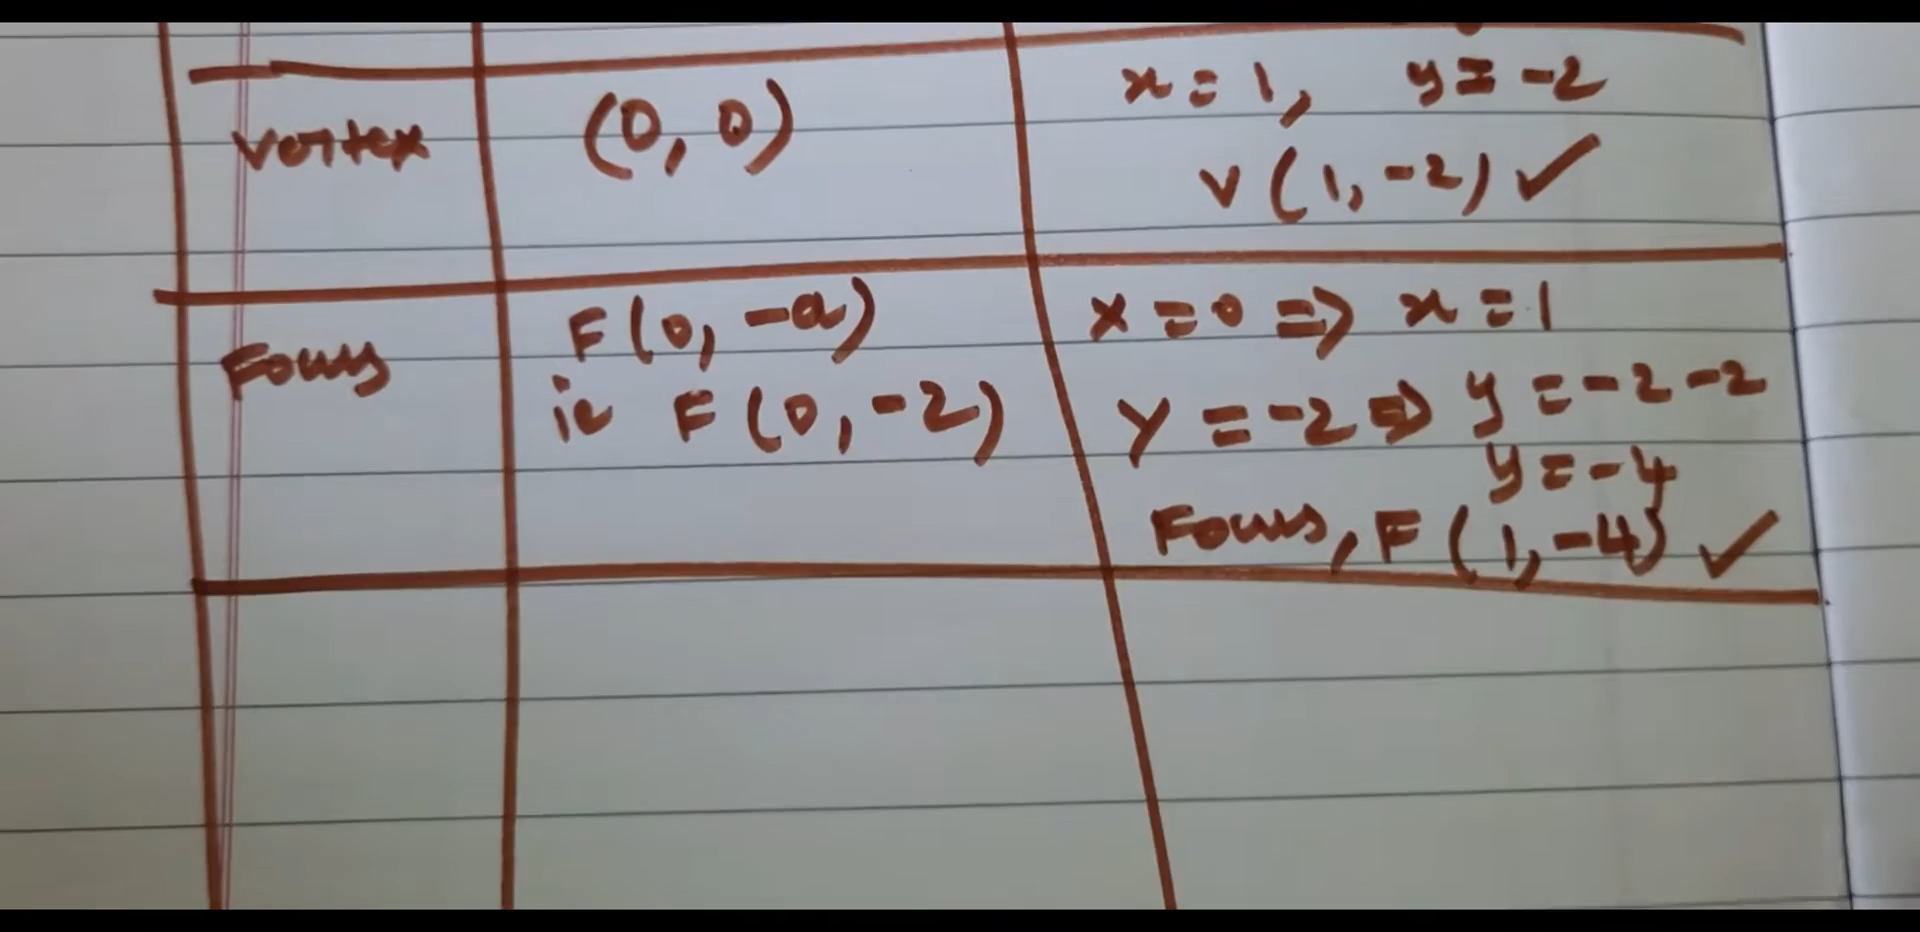 Vertex
(0, 0)
x = 1, y = -2
V(1, -2) ✓
Focus
F(0, -a)
ie F(0, -2)
X = 0 => x = 1
Y = -2 => y = -2 -2
y = -4
Focus, F(1, -4) ✓